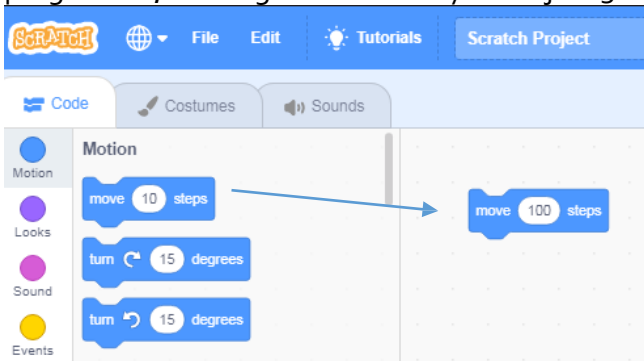 SCRATCH File Edit Tutorials Scratch Project
Code Costumes Sounds
Motion
Looks
Sound
Events
Motion
move 10 steps
turn 15 degrees
turn 15 degrees
move 100 steps